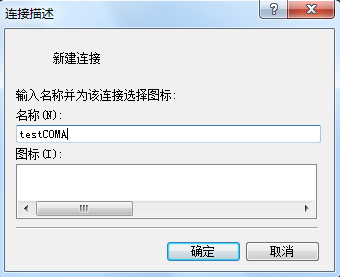 连接描述
新建连接
输入名称并为该连接选择图标:
名称(N):
testCOMA
图标(I):
确定
取消